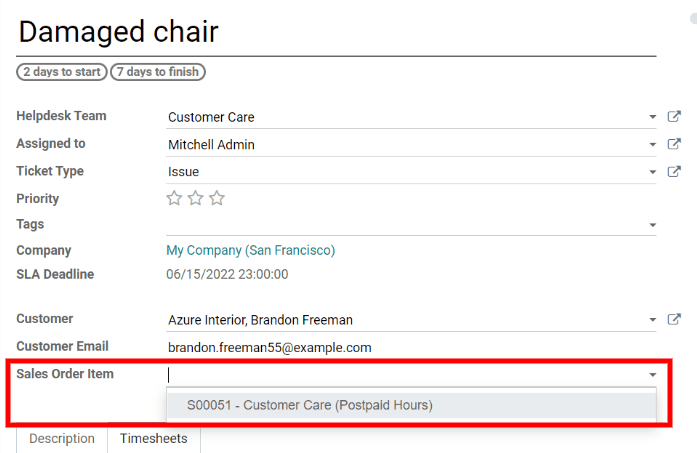 Damaged chair
2 days to start 7 days to finish
Helpdesk Team Customer Care
Assigned to Mitchell Admin
Ticket Type Issue
Priority
Tags
Company My Company (San Francisco)
SLA Deadline 06/15/2022 23:00:00
Customer Azure Interior, Brandon Freeman
Customer Email brandon.freeman55@example.com
Sales Order Item
S00051 - Customer Care (Postpaid Hours)
Description Timesheets